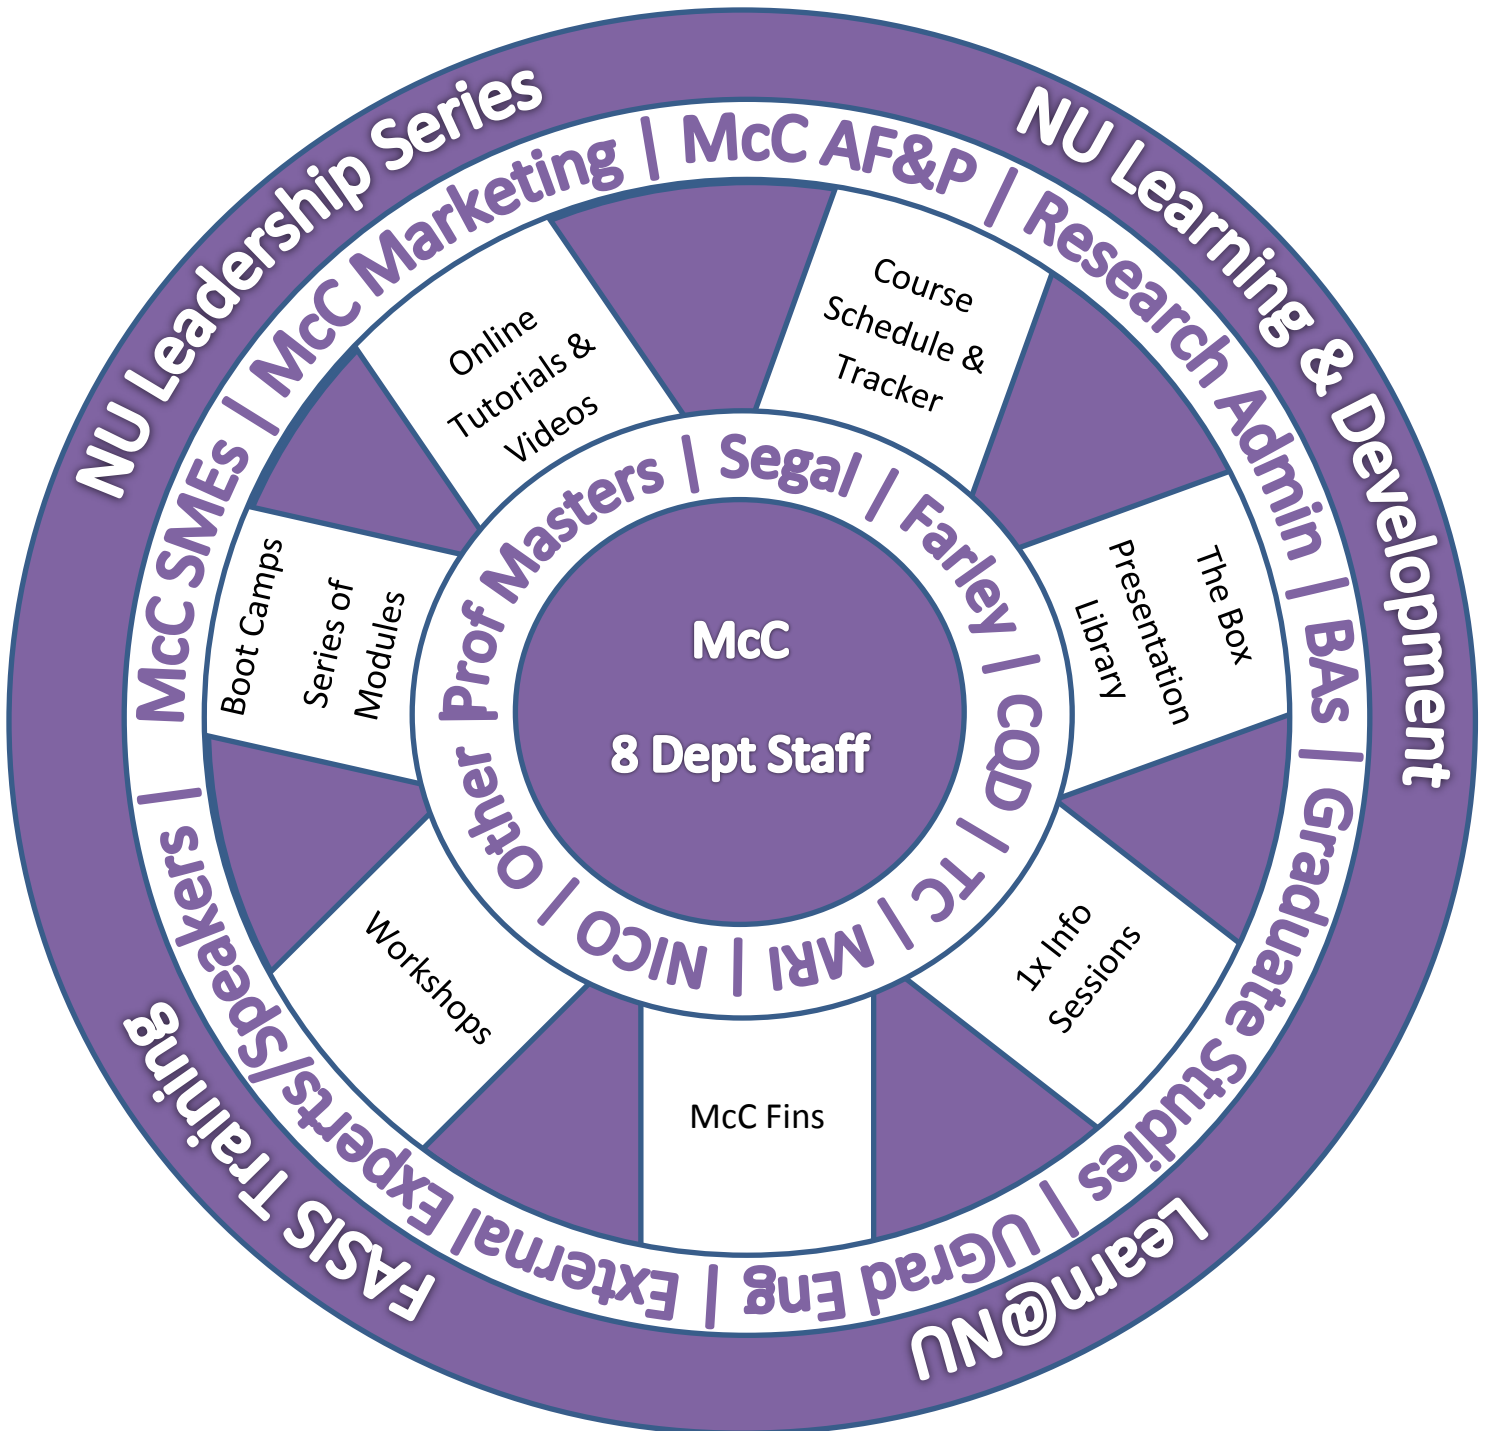 NU Leadership Series
NU Learning & Development
Learn@NU
FASIS Training
McC SMEs | McC Marketing | McC AF&P | Research Admin | BAs | Graduate Studies | UGrad Eng | External Experts/Speakers |
Online
Tutorials &
Videos
Course
Schedule &
Tracker
The Box
Presentation
Library
1x Info
Sessions
McC Fins
Workshops
Boot Camps
Series of
Modules
Prof Masters | Segal | Farley | CQD | TC | MRI | NICO | Other
McC
8 Dept Staff